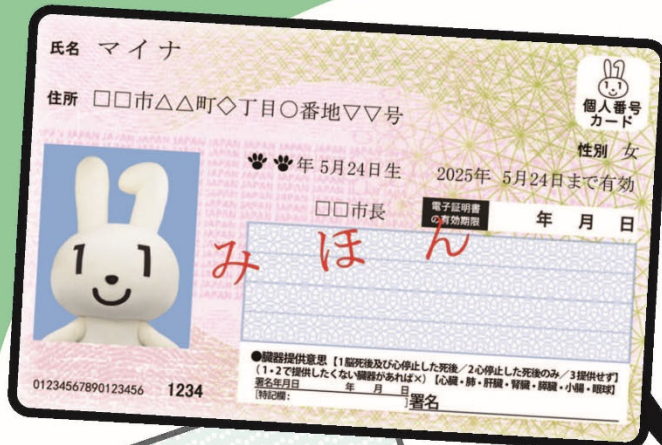 氏名 マイナ
個人番号
カード
住所 □□市△△町◇丁目○番地▽▽号
性別 女
年 5月24日生
2025年 5月24日まで有効
□□市長
電子証明書
の有効期限
年 月 日
みほん
●臓器提供意思【1脳死後及び心停止した死後/2心停止した死後のみ/3提供せず】
(1・2で提供したくない臓器があれば×)【心臓・肺・肝臓・腎臓・膵臓・小腸・眼球】
署名年月日 年 月 日
[特記欄: ]署名
01234567890123456 1234